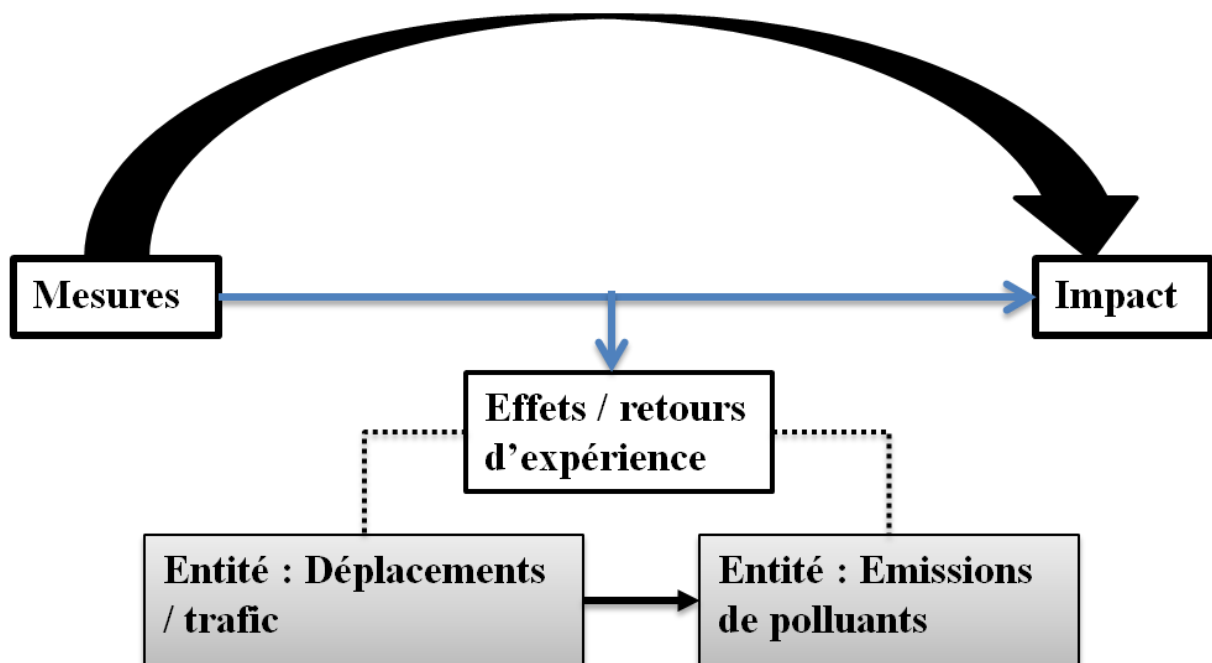 Mesures
Impact
Effets / retours
d’expérience
Entité : Déplacements
/ trafic
Entité : Emissions
de polluants